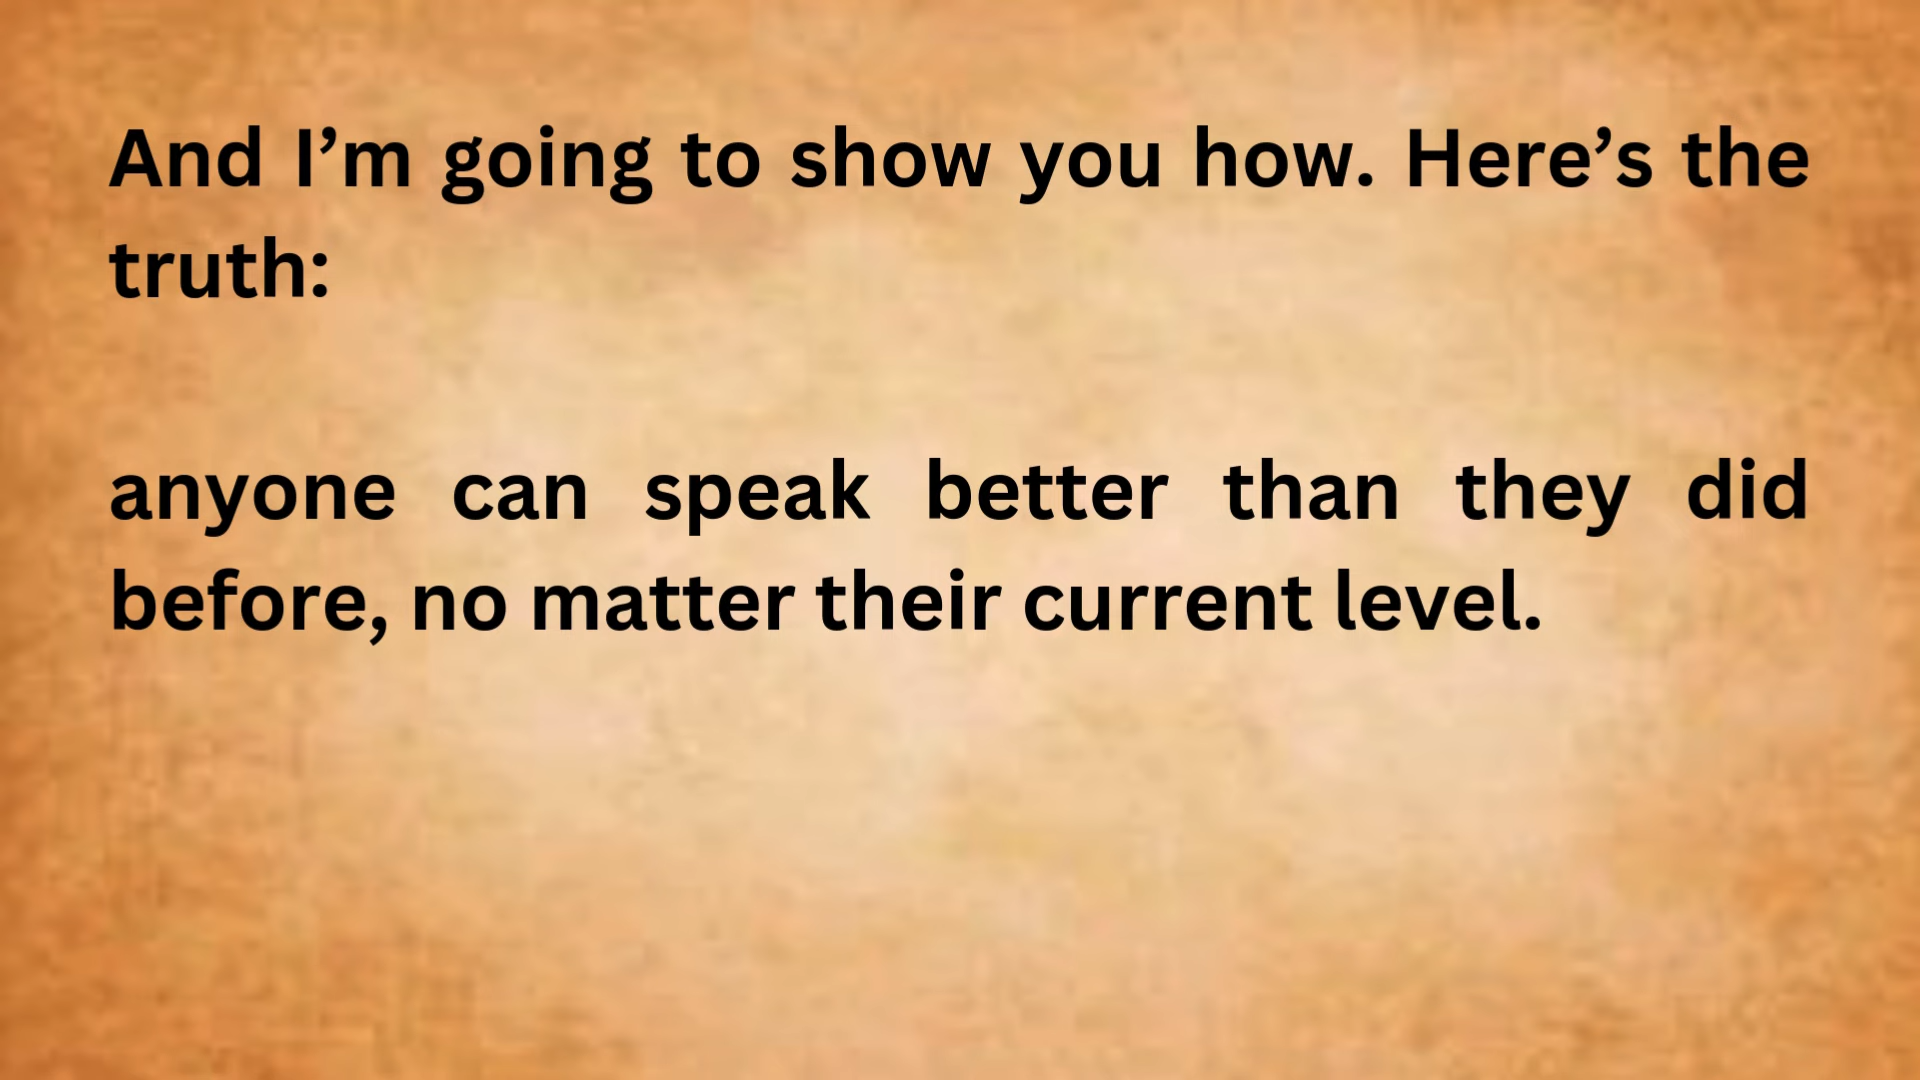 And I’m going to show you how. Here’s the
truth:
anyone can speak better than they did
before, no matter their current level.